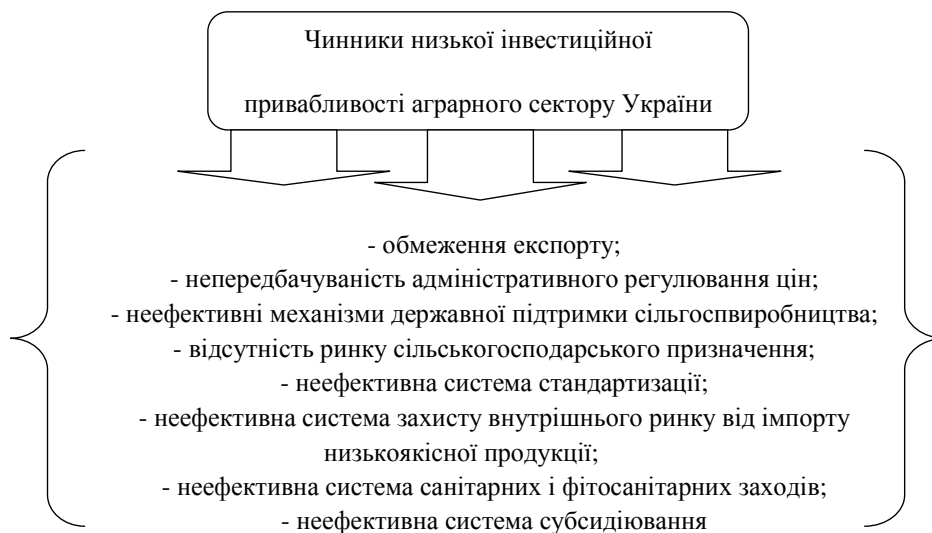 Чинники низької інвестиційної
привабливості аграрного сектору України
- обмеження експорту;
- непередбачуваність адміністративного регулювання цін;
- неефективні механізми державної підтримки сільгоспвиробництва;
- відсутність ринку сільськогосподарського призначення;
- неефективна система стандартизації;
- неефективна система захисту внутрішнього ринку від імпорту
низькоякісної продукції;
- неефективна система санітарних і фітосанітарних заходів;
- неефективна система субсидіювання